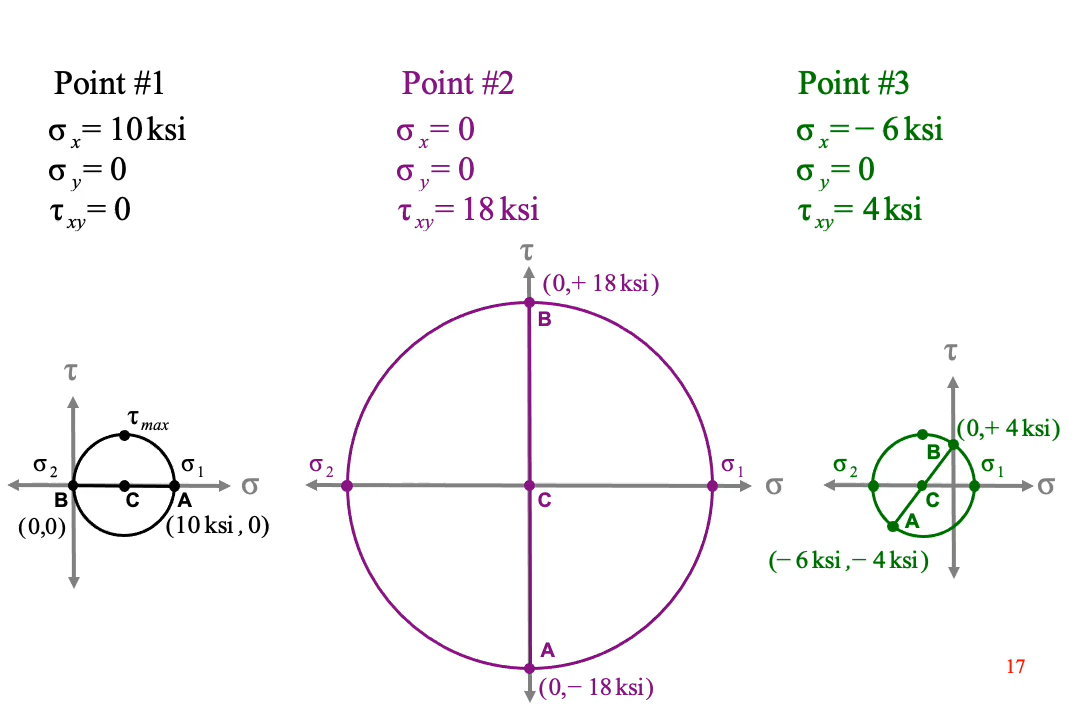 Point #1
σx= 10 ksi
σy= 0
τxy= 0
τ
τmax
σ2
σ1
σ
B
C
A
(0,0)
(10 ksi , 0)
Point #2
σx= 0
σy= 0
τxy= 18 ksi
τ
(0,+ 18 ksi)
B
σ2
σ1
σ
C
A
(0,− 18 ksi)
Point #3
σx=− 6 ksi
σy= 0
τxy= 4 ksi
τ
(0,+ 4 ksi)
B
σ2
σ1
σ
C
A
(− 6 ksi ,− 4 ksi)
17